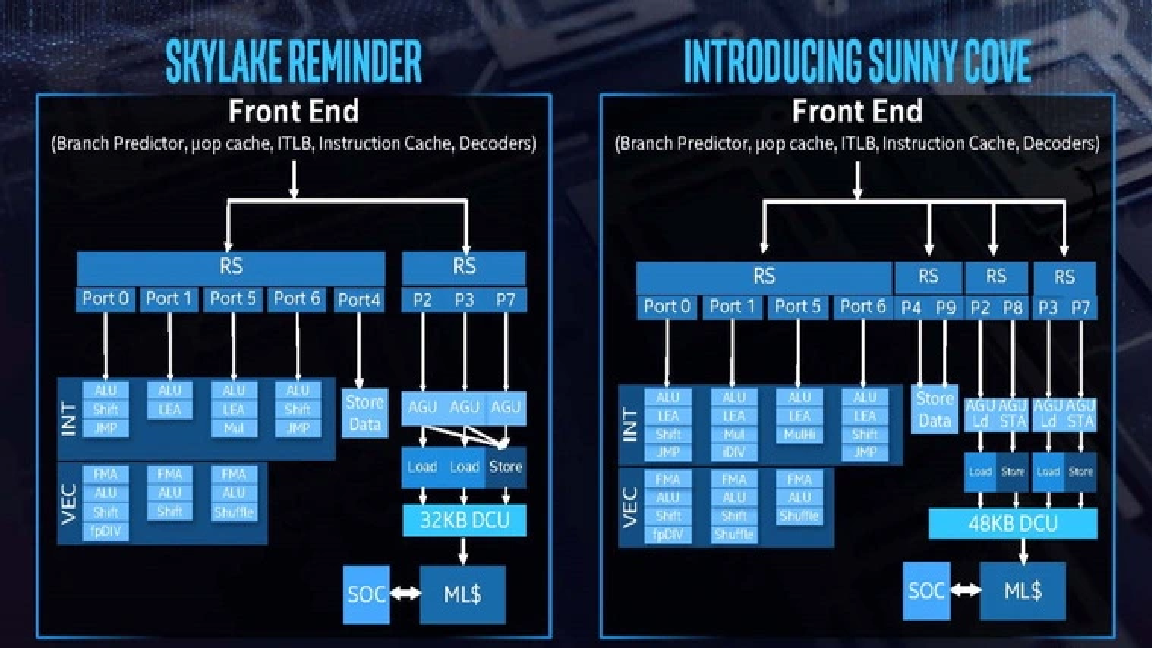 SKYLAKE REMINDER
Front End
(Branch Predictor, µop cache, ITLB, Instruction Cache, Decoders)
RS RS
Port 0 Port 1 Port 5 Port 6 Port4 P2 P3 P7
INT
ALU ALU ALU ALU
Shift LEA LEA Shift
JMP Mul JMP
Store
Data
AGU AGU AGU
Load Load Store
VEC
FMA FMA FMA
ALU ALU ALU
Shift Shift Shuffle
fpDIV
32KB DCU
SOC ML$
INTRODUCING SUNNY COVE
Front End
(Branch Predictor, µop cache, ITLB, Instruction Cache, Decoders)
RS RS RS RS
Port 0 Port 1 Port 5 Port 6 P4 P9 P2 P8 P3 P7
INT
ALU ALU ALU ALU
LEA LEA LEA LEA
Shift Mul MulHi Shift
JMP iDIV JMP
Store
Data
AGU AGU AGU AGU
Ld STA Ld STA
Load Store Load Store
VEC
FMA FMA FMA
ALU ALU ALU
Shift Shift Shuffle
fpDIV Shuffle
48KB DCU
SOC ML$